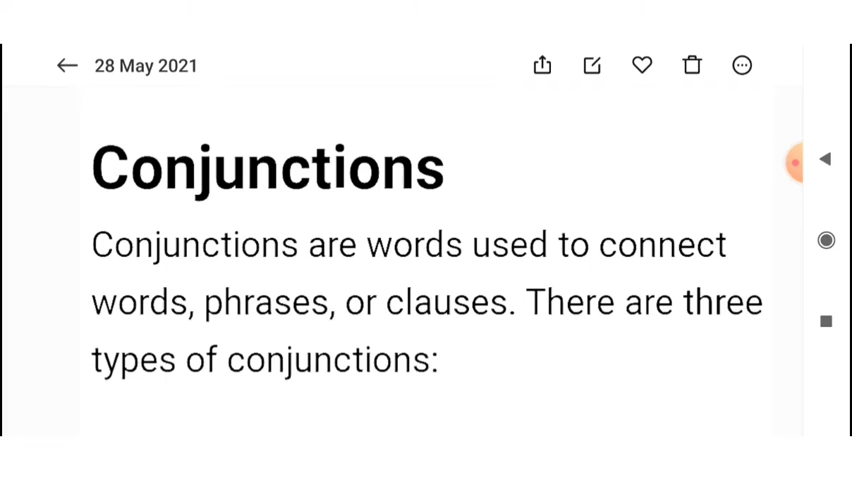 28 May 2021
Conjunctions
Conjunctions are words used to connect
words, phrases, or clauses. There are three
types of conjunctions: